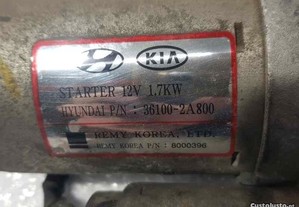 KIA
STARTER 12V 1.7KW
HYUNDAI P/N : 36100-2A800
REMY KOREA, LTD.
REMY KOREA P/N : 8000396
CustoJusto.pt